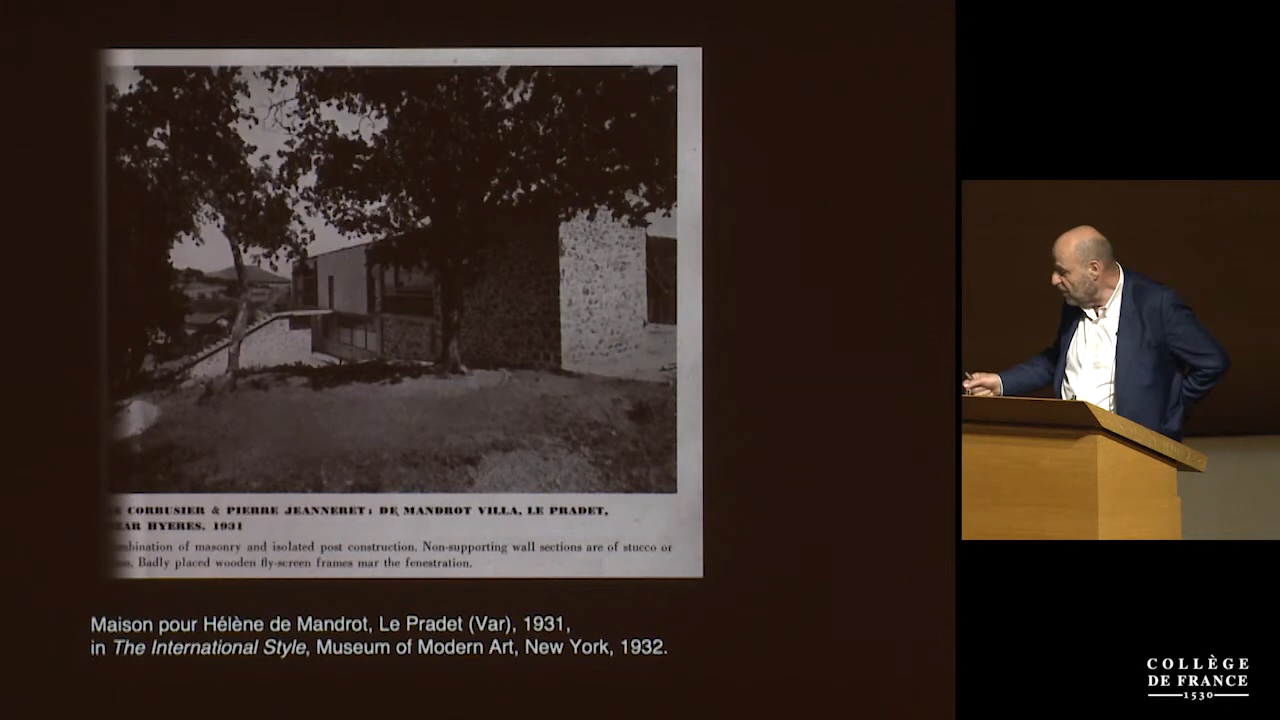 CORBUSIER & PIERRE JEANNERET: DE MANDROT VILLA, LE PRADET,
HYERES, 1931
of masonry and isolated post construction. Non-supporting wall sections are of stucco or
Badly placed wooden fly-screen frames mar the fenestration.
Maison pour Hélène de Mandrot, Le Pradet (Var), 1931,
in The International Style, Museum of Modern Art, New York, 1932.
COLLÈGE
DE FRANCE
1530